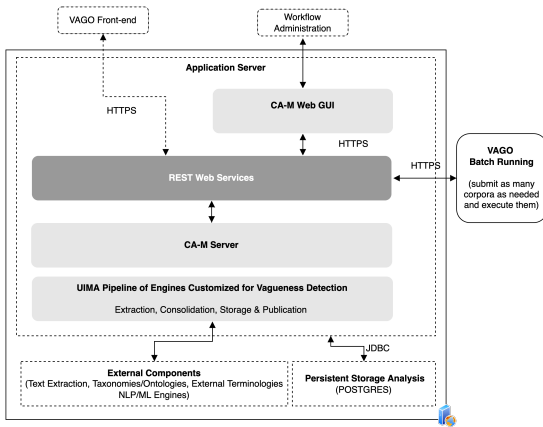 VAGO Front-end
Workflow
Administration
Application Server
HTTPS
CA-M Web GUI
HTTPS
HTTPS
REST Web Services
VAGO
Batch Running
(submit as many
corpora as needed
and execute them)
CA-M Server
UIMA Pipeline of Engines Customized for Vagueness Detection
Extraction, Consolidation, Storage & Publication
JDBC
External Components
(Text Extraction, Taxonomies/Ontologies, External Terminologies
NLP/ML Engines)
Persistent Storage Analysis
(POSTGRES)